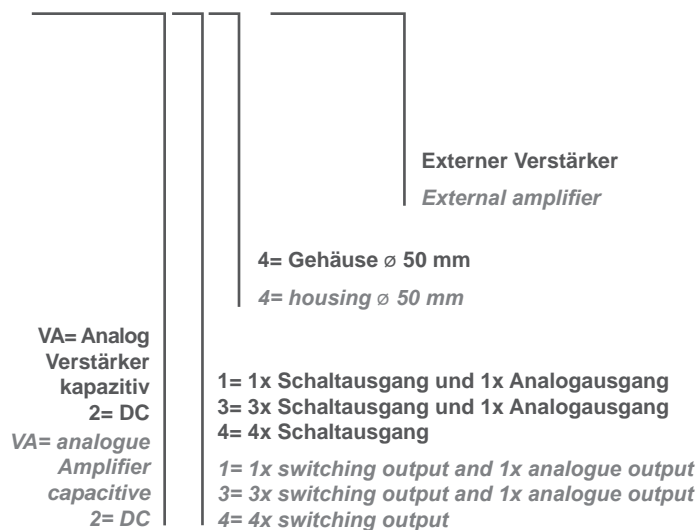 Externer Verstärker
External amplifier
4= Gehäuse ø 50 mm
4= housing ø 50 mm
VA= Analog
Verstärker
kapazitiv
2= DC
VA= analogue
Amplifier
capacitive
2= DC
1= 1x Schaltausgang und 1x Analogausgang
3= 3x Schaltausgang und 1x Analogausgang
4= 4x Schaltausgang
1= 1x switching output and 1x analogue output
3= 3x switching output and 1x analogue output
4= 4x switching output